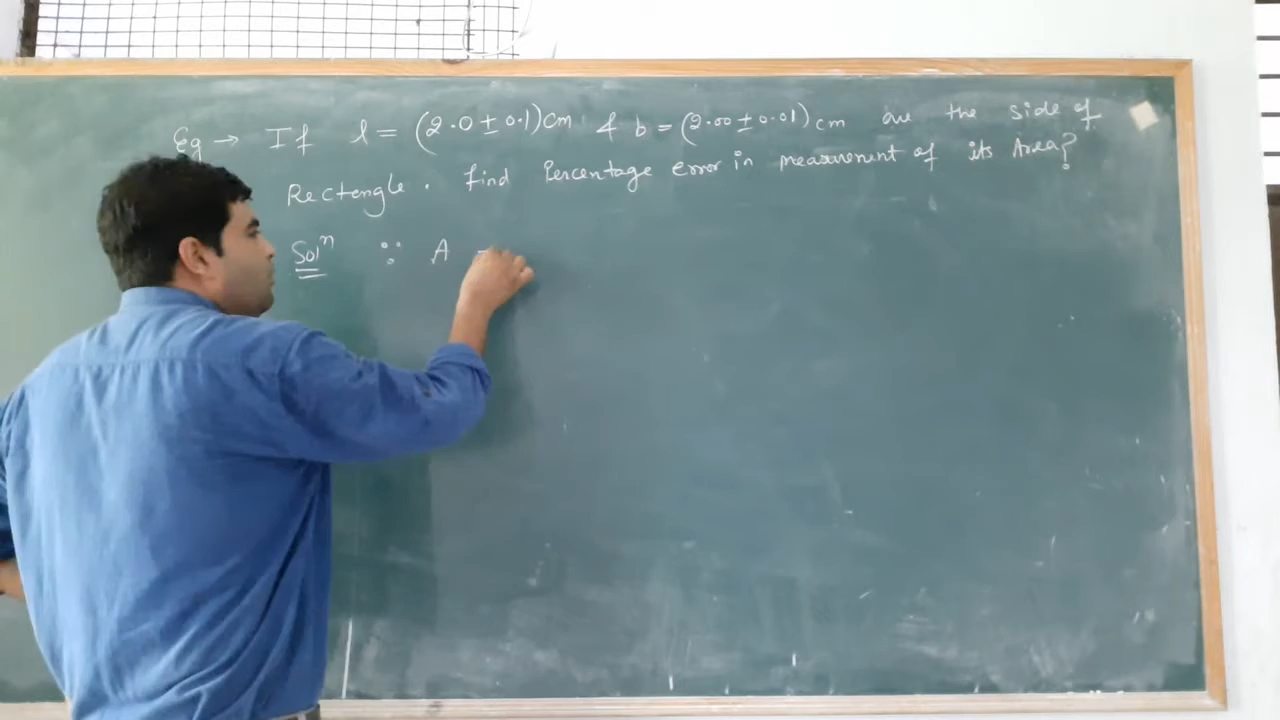 Eg → If l = (2.0 ± 0.1)cm & b = (2.00 ± 0.01) cm are the side of
Rectengle. find Percentage error in measurement of its Area?
Solⁿ ∵ A